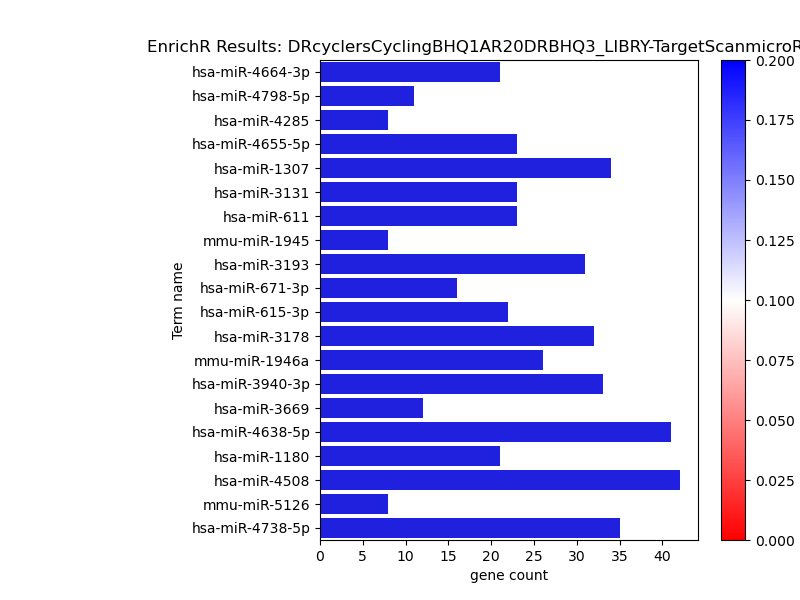 EnrichR Results: DRcyclersCyclingBHQ1AR20DRBHQ3_LIBRY-TargetScanmicroR
Term name
hsa-miR-4664-3p
hsa-miR-4798-5p
hsa-miR-4285
hsa-miR-4655-5p
hsa-miR-1307
hsa-miR-3131
hsa-miR-611
mmu-miR-1945
hsa-miR-3193
hsa-miR-671-3p
hsa-miR-615-3p
hsa-miR-3178
mmu-miR-1946a
hsa-miR-3940-3p
hsa-miR-3669
hsa-miR-4638-5p
hsa-miR-1180
hsa-miR-4508
mmu-miR-5126
hsa-miR-4738-5p
0 5 10 15 20 25 30 35 40
gene count
0.200
0.175
0.150
0.125
0.100
0.075
0.050
0.025
0.000